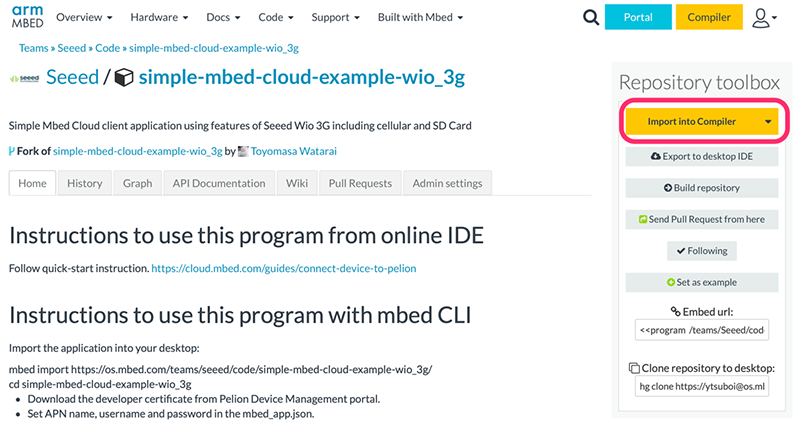 arm MBED
Overview
Hardware
Docs
Code
Support
Built with Mbed
Portal
Compiler
Teams » Seeed » Code » simple-mbed-cloud-example-wio_3g
seeed
Seeed / simple-mbed-cloud-example-wio_3g
Simple Mbed Cloud client application using features of Seeed Wio 3G including cellular and SD Card
Fork of simple-mbed-cloud-example-wio_3g by Toyomasa Watarai
Home
History
Graph
API Documentation
Wiki
Pull Requests
Admin settings
Instructions to use this program from online IDE
Follow quick-start instruction. https://cloud.mbed.com/guides/connect-device-to-pelion
Instructions to use this program with mbed CLI
Import the application into your desktop:
mbed import https://os.mbed.com/teams/seeed/code/simple-mbed-cloud-example-wio_3g/
cd simple-mbed-cloud-example-wio_3g
• Download the developer certificate from Pelion Device Management portal.
• Set APN name, username and password in the mbed_app.json.
Repository toolbox
Import into Compiler
Export to desktop IDE
Build repository
Send Pull Request from here
Following
Set as example
Embed url:
<<program /teams/Seeed/cod
Clone repository to desktop:
hg clone https://ytsuboi@os.ml